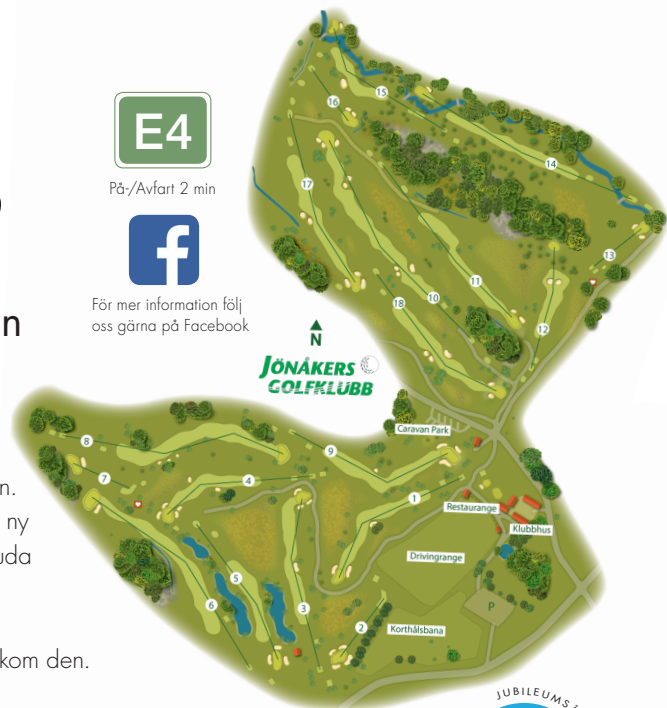 E4
På-/Avfart 2 min
För mer information följ
oss gärna på Facebook
n
N
JÖNÅKERS
GOLFKLUBB
n.
ny
uda
kom den.
15
16
14
17
13
11
10
18
12
Caravan Park
8
9
7
4
1
Restaurange
Klubbhus
Drivingrange
5
6
3
2
Korthålsbana
P
JUBILEUMS